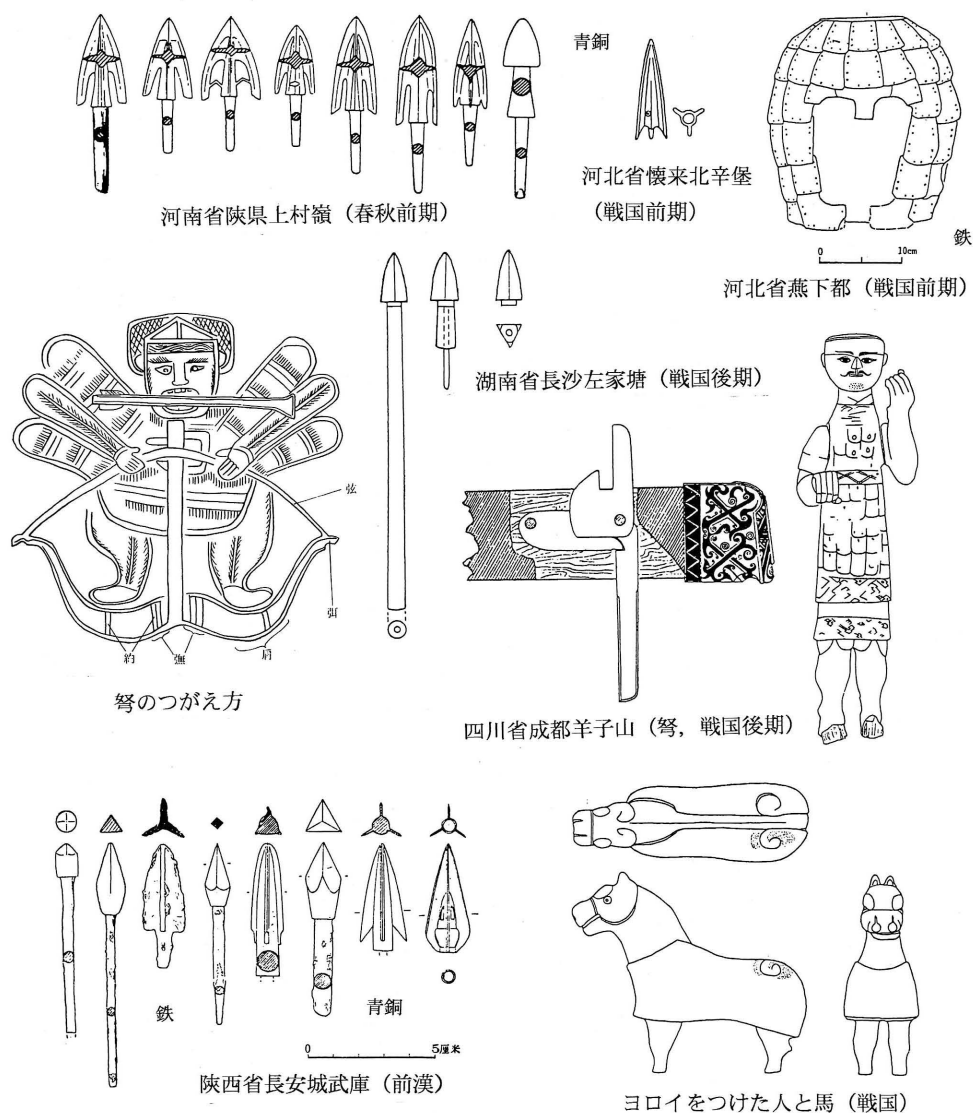 青銅
河南省陝県上村嶺（春秋前期）
河北省懐来北辛堡
（戦国前期）
鉄
0 10cm
河北省燕下都（戦国前期）
湖南省長沙左家塘（戦国後期）
弦
弭
約
弣
肩
弩のつがえ方
四川省成都羊子山（弩，戦国後期）
鉄
青銅
0 5厘米
陝西省長安城武庫（前漢）
ヨロイをつけた人と馬（戦国）